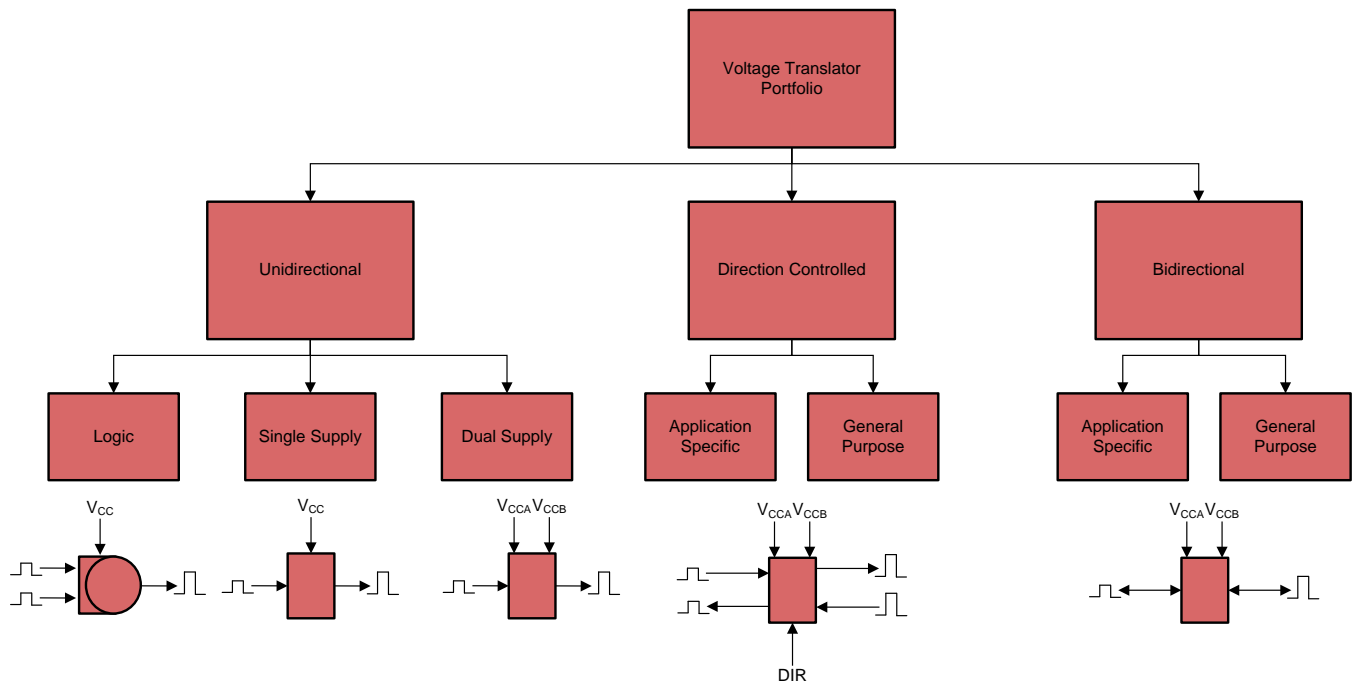 Voltage Translator
Portfolio
Unidirectional
Direction Controlled
Bidirectional
Logic
Single Supply
Dual Supply
Application
Specific
General
Purpose
Application
Specific
General
Purpose
VCC
VCC
VCCA VCCB
VCCA VCCB
VCCA VCCB
DIR